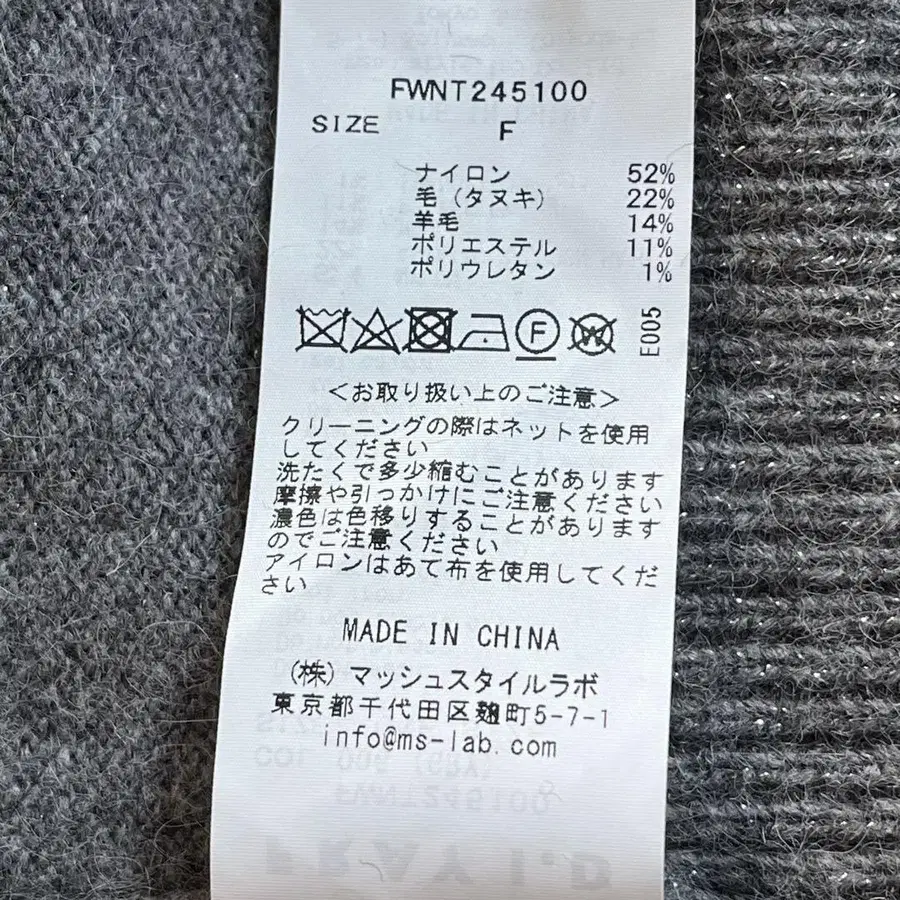 FWNT245100
SIZE F
ナイロン 52%
毛(タヌキ) 22%
羊毛 14%
ポリエステル 11%
ポリウレタン 1%
F W E005
<お取り扱い上のご注意>
クリーニングの際はネットを使用
してください
洗たくで多少縮むことがあります
摩擦や引っかけにご注意ください
濃色は色移りすることがあります
のでご注意ください
アイロンはあて布を使用してくだ
さい
MADE IN CHINA
(株)マッシュスタイルラボ
東京都千代田区麹町5-7-1
info@ms-lab.com